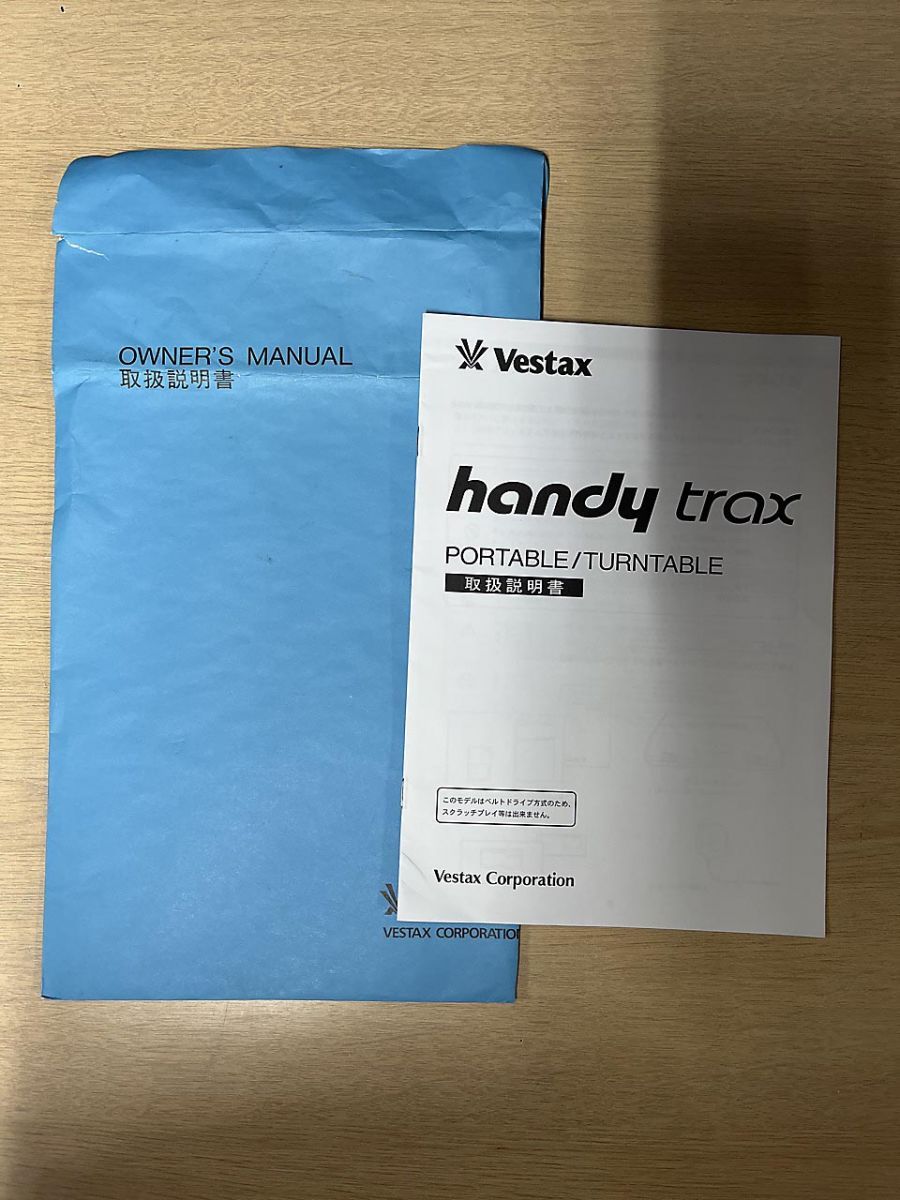 OWNER'S MANUAL
取扱説明書
VESTAX CORPORATION
Vestax
handy trax
PORTABLE/TURNTABLE
取扱説明書
このモデルはベルトドライブ方式のため、
スクラッチプレイ等は出来ません。
Vestax Corporation